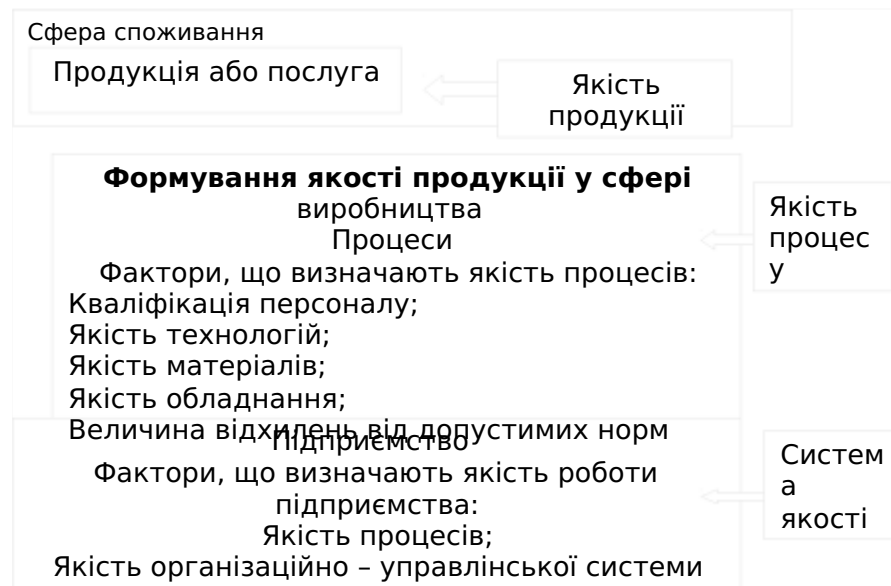 Сфера споживання
Продукція або послуга
Якість
продукції
Формування якості продукції у сфері
виробництва
Процеси
Фактори, що визначають якість процесів:
Кваліфікація персоналу;
Якість технологій;
Якість матеріалів;
Якість обладнання;
Величина відхилень від допустимих норм
Якість
процес
у
Підприємство
Фактори, що визначають якість роботи
підприємства:
Якість процесів;
Якість організаційно – управлінської системи
Систем
а
якості